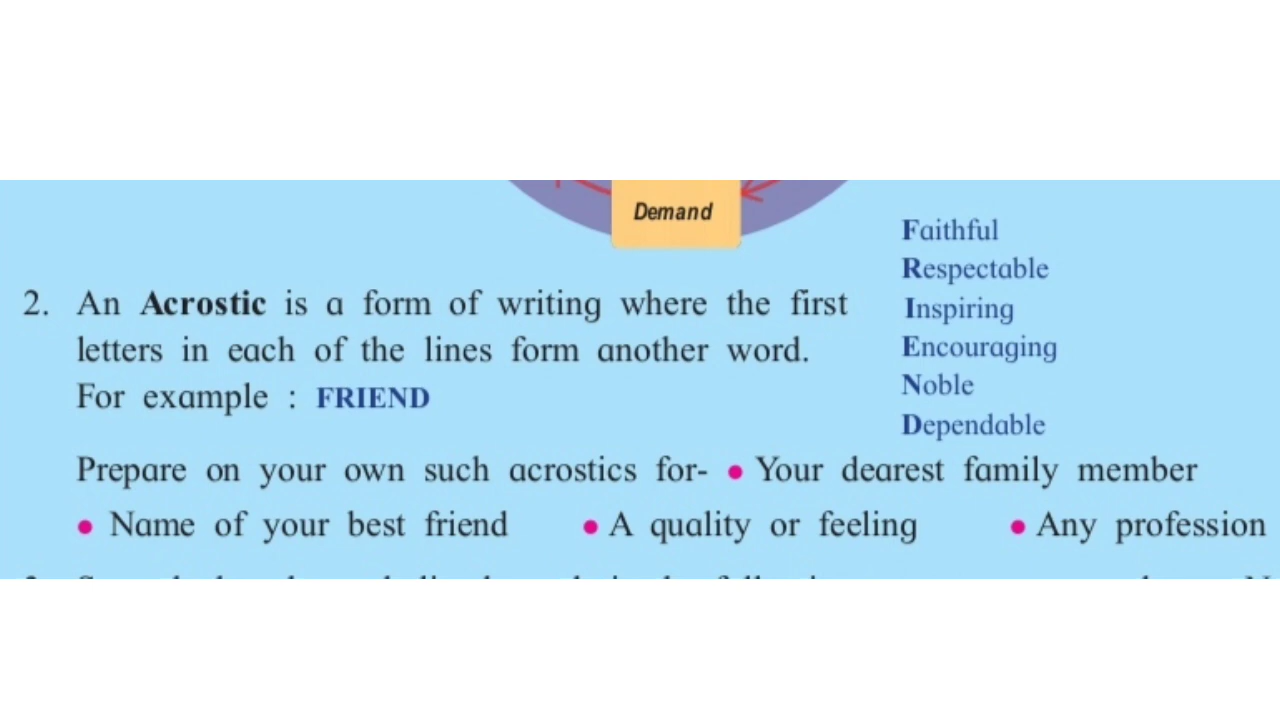 Demand
Faithful
Respectable
Inspiring
Encouraging
Noble
Dependable
2. An Acrostic is a form of writing where the first
letters in each of the lines form another word.
For example : FRIEND
Prepare on your own such acrostics for- • Your dearest family member
• Name of your best friend • A quality or feeling • Any profession